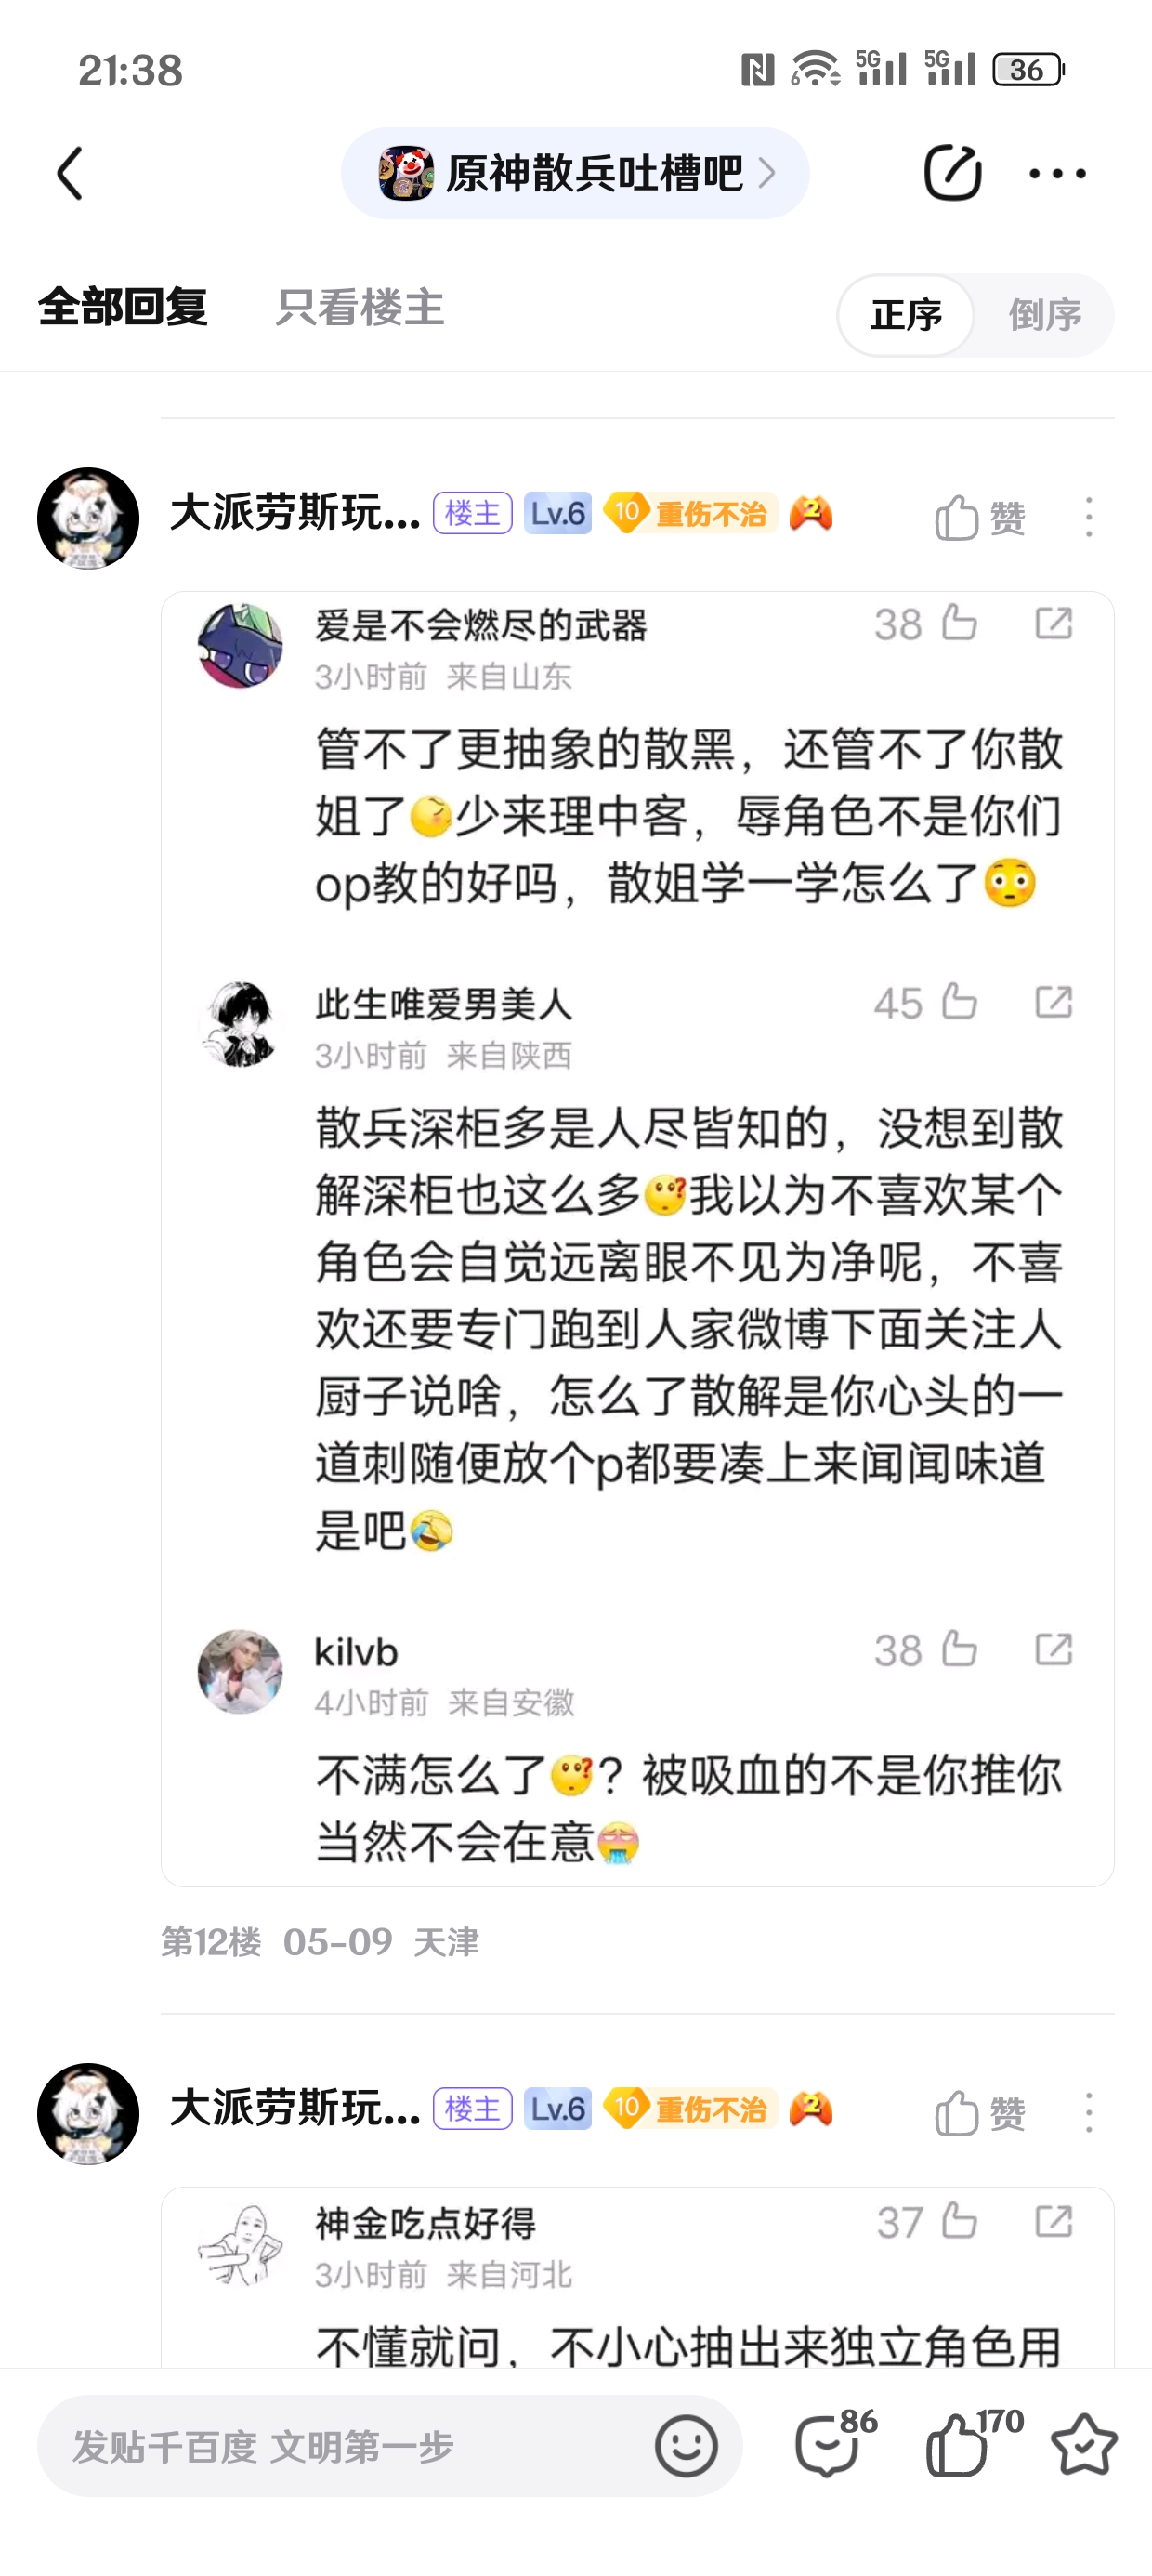 21:38
5G 5G 36
原神散兵吐槽吧
全部回复 只看楼主 正序 倒序
大派劳斯玩... 楼主 Lv.6 10 重伤不治 2 赞
爱是不会燃尽的武器 38
3小时前 来自山东
管不了更抽象的散黑，还管不了你散
姐了少来理中客，辱角色不是你们
op教的好吗，散姐学一学怎么了
此生唯爱男美人 45
3小时前 来自陕西
散兵深柜多是人尽皆知的，没想到散
解深柜也这么多我以为不喜欢某个
角色会自觉远离眼不见为净呢，不喜
欢还要专门跑到人家微博下面关注人
厨子说啥，怎么了散解是你心头的一
道刺随便放个p都要凑上来闻闻味道
是吧
kilvb 38
4小时前 来自安徽
不满怎么了？被吸血的不是你推你
当然不会在意
第12楼 05-09 天津
大派劳斯玩... 楼主 Lv.6 10 重伤不治 2 赞
神金吃点好得 37
3小时前 来自河北
不懂就问，不小心抽出来独立角色用
发贴千百度 文明第一步 86 170